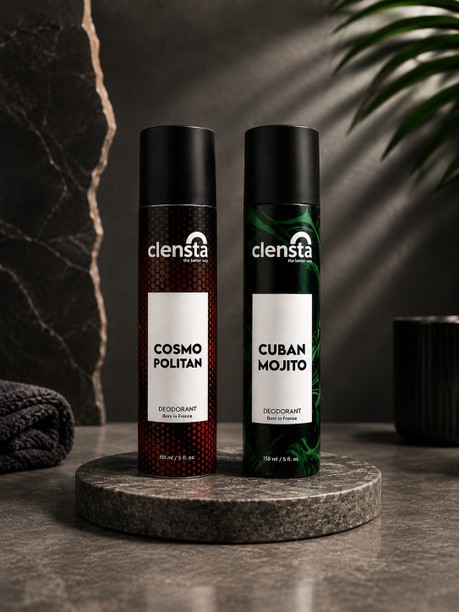 clensta
the better way
COSMO
POLITAN
DEODORANT
Born in France
150 ml / 5 fl. oz.
clensta
the better way
CUBAN
MOJITO
DEODORANT
Born in France
150 ml / 5 fl. oz.